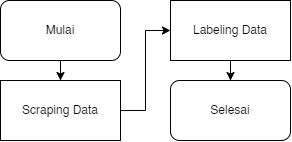 Mulai
Scraping Data
Labeling Data
Selesai